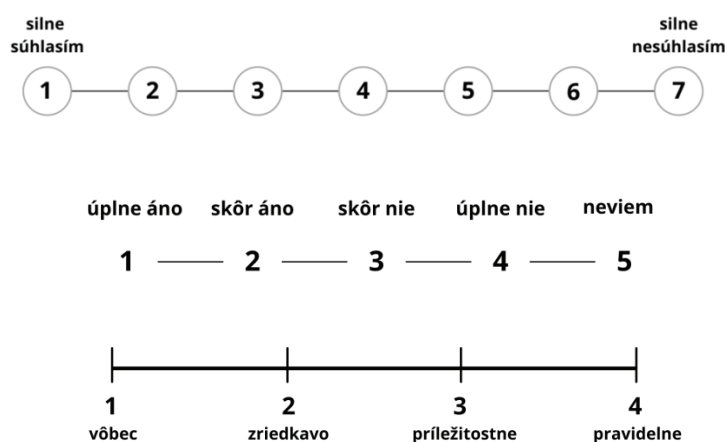 silne
súhlasím
silne
nesúhlasím
1 2 3 4 5 6 7
úplne áno skôr áno skôr nie úplne nie neviem
1 2 3 4 5
1 2 3 4
vôbec zriedkavo príležitostne pravidelne